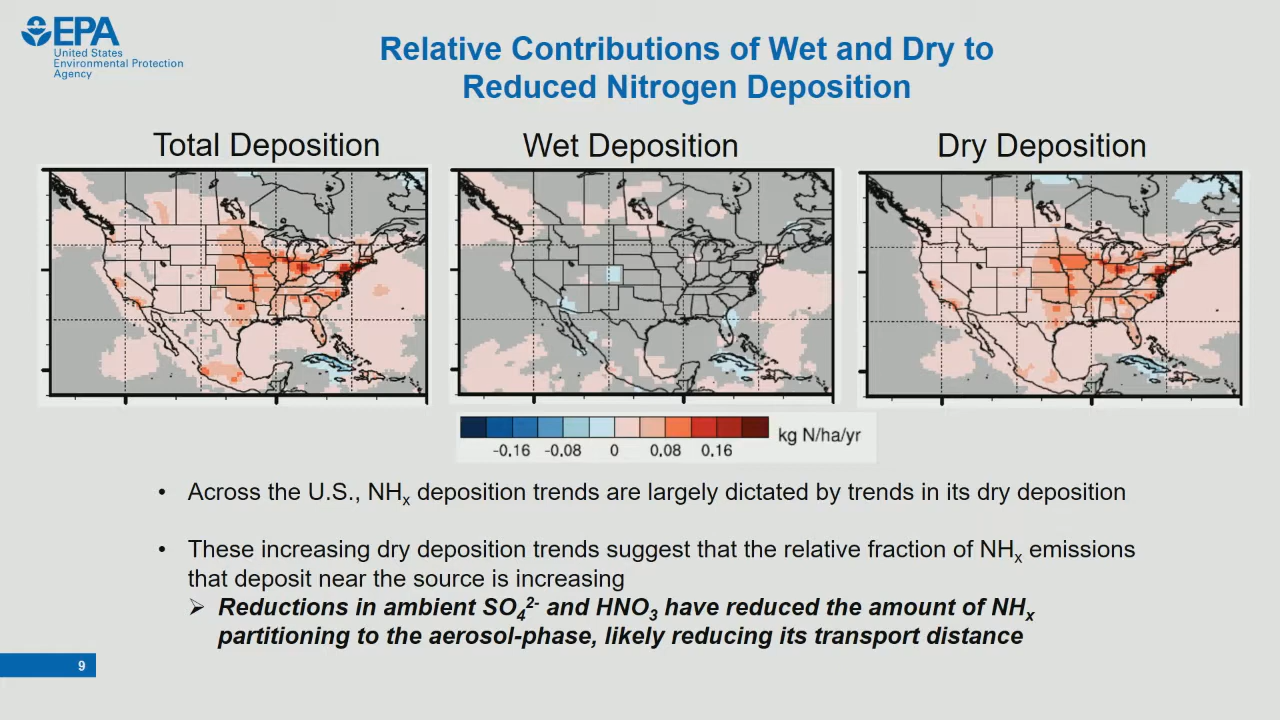 EPA
United States
Environmental Protection
Agency
Relative Contributions of Wet and Dry to
Reduced Nitrogen Deposition
Total Deposition
Wet Deposition
Dry Deposition
-0.16 -0.08 0 0.08 0.16
kg N/ha/yr
• Across the U.S., NHx deposition trends are largely dictated by trends in its dry deposition
• These increasing dry deposition trends suggest that the relative fraction of NHx emissions
that deposit near the source is increasing
➢ Reductions in ambient SO4 2- and HNO3 have reduced the amount of NHx
partitioning to the aerosol-phase, likely reducing its transport distance
9